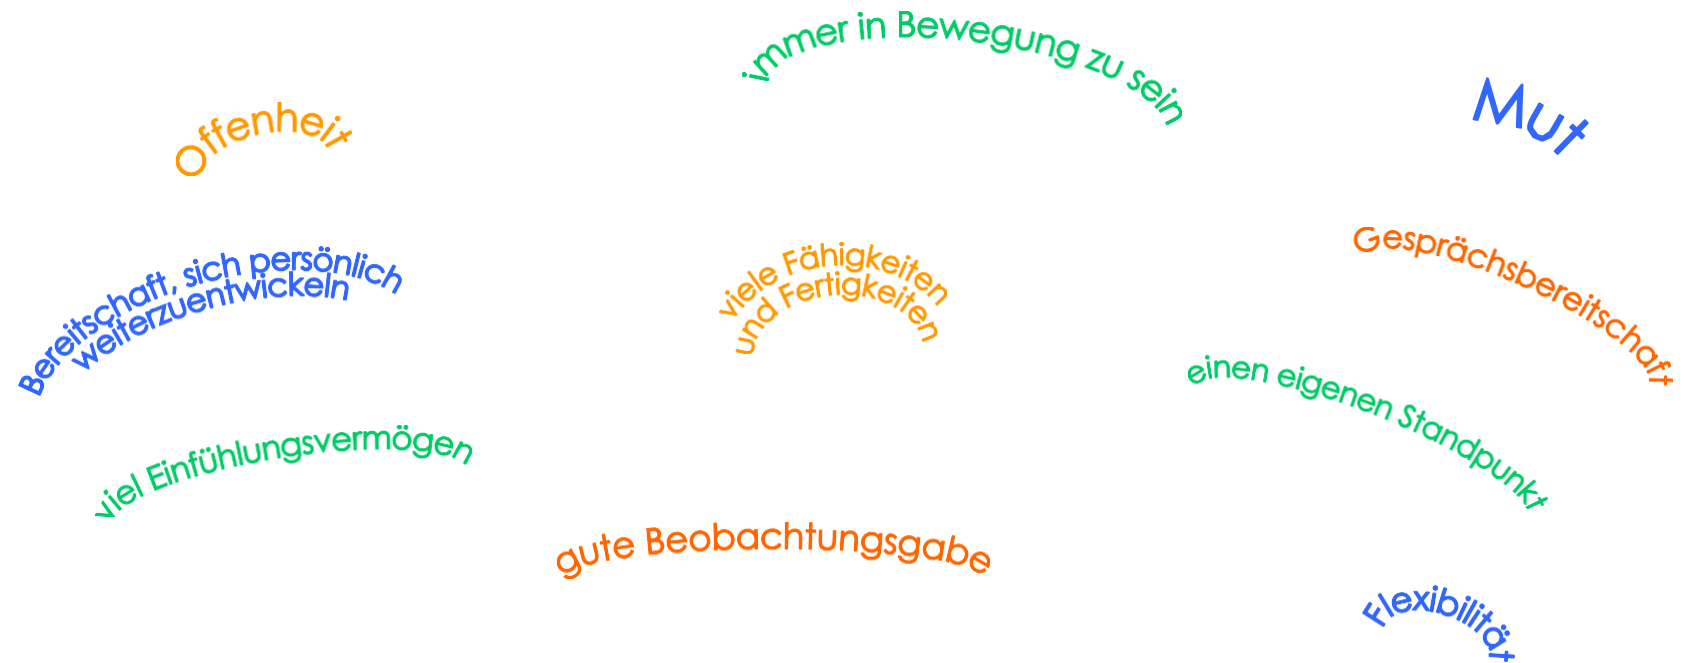 immer in Bewegung zu sein
Mut
Offenheit
Gesprächsbereitschaft
Bereitschaft, sich persönlich
weiterzuentwickeln
viele Fähigkeiten
und Fertigkeiten
einen eigenen Standpunkt
viel Einfühlungsvermögen
gute Beobachtungsgabe
Flexibilität